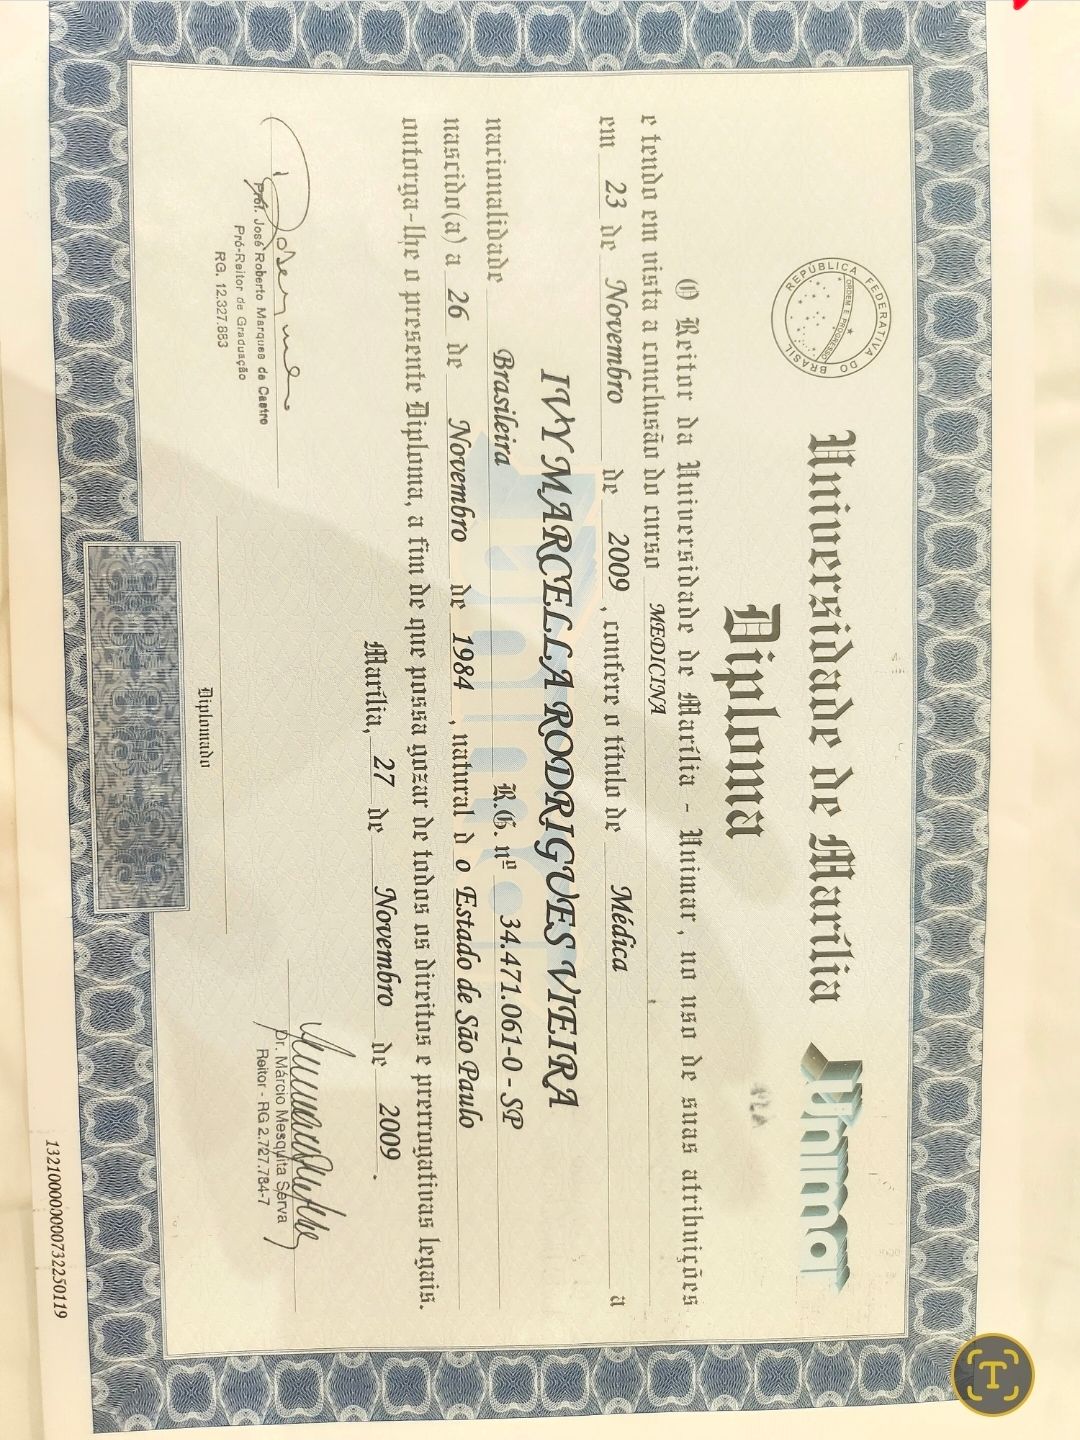 REPÚBLICA FEDERATIVA DO BRASIL
ORDEM E PROGRESSO
Universidade de Marília
Unimar
Diploma
O Reitor da Universidade de Marília - Unimar, no uso de suas atribuições
e tendo em vista a conclusão do curso MEDICINA
em 23 de Novembro de 2009, confere o título de Médica a
IVY MARCELLA RODRIGUES VIEIRA
nacionalidade Brasileira R.G. nº 34.471.061-0 - SP
nascido(a) a 26 de Novembro de 1984, natural d o Estado de São Paulo
outorga-lhe o presente Diploma, a fim de que possa gozar de todos os direitos e prerrogativas legais.
Marília, 27 de Novembro de 2009.
Prof. José Roberto Marques de Castro
Pró-Reitor de Graduação
RG. 12.327.883
Diplomado
Dr. Márcio Mesquita Serva
Reitor - RG 2.727.784-7
13210000000732250119